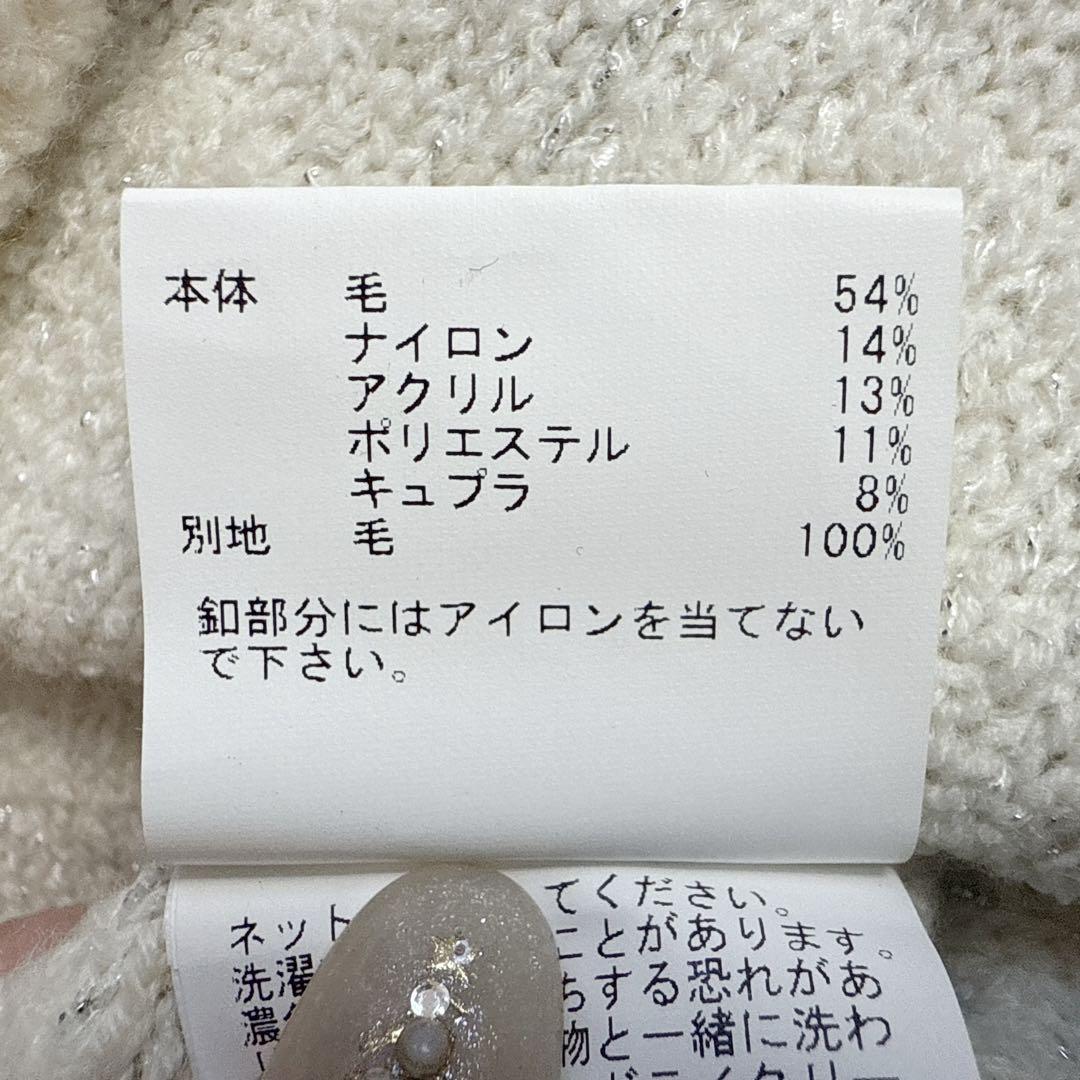 本体 毛 54%
ナイロン 14%
アクリル 13%
ポリエステル 11%
キュプラ 8%
別地 毛 100%
釦部分にはアイロンを当てない
で下さい。
てください。
ネット ことがあります。
洗濯 ちする恐れがあ
濃 物と一緒に洗わ